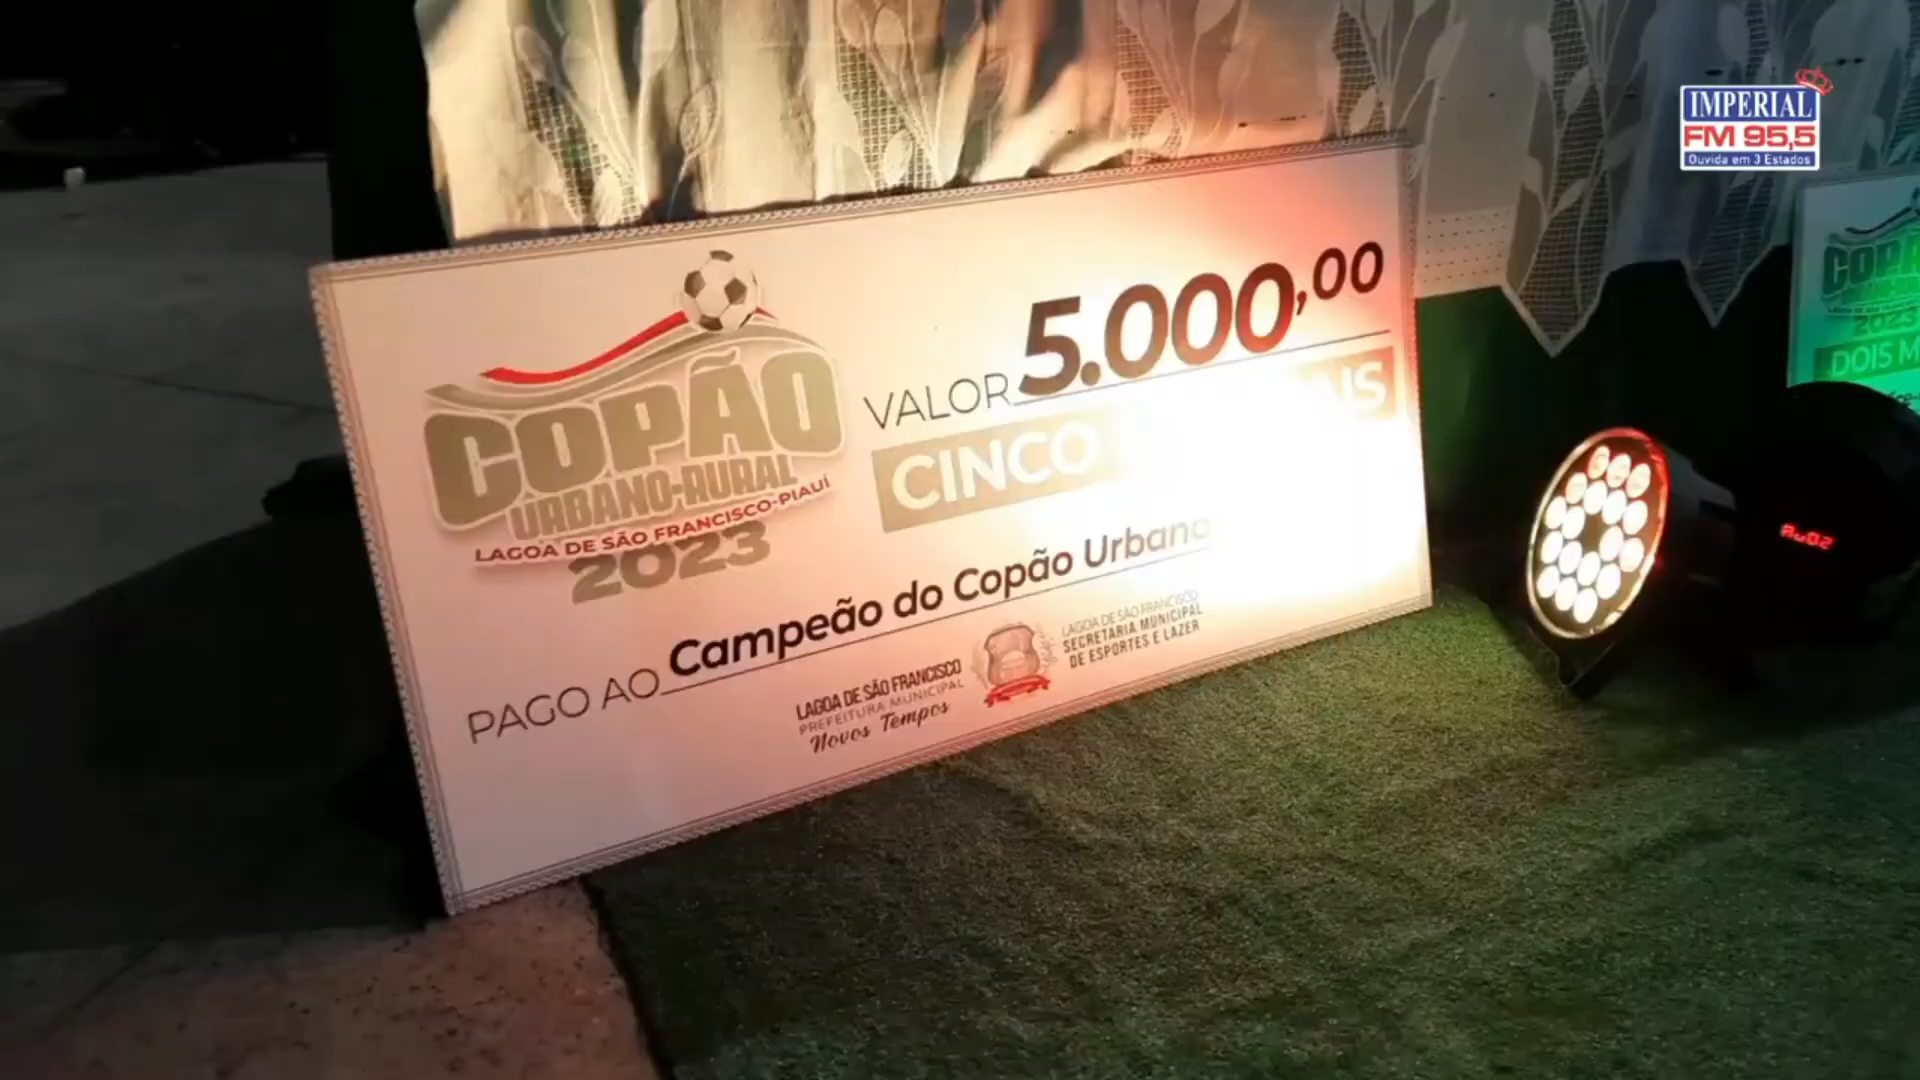 IMPERIAL
FM 95,5
Ouvida em 3 Estados
COPÃO
URBANO-RURAL
LAGOA DE SÃO FRANCISCO-PIAUÍ
2023
VALOR 5.000,00
CINCO
PAGO AO Campeão do Copão Urbano
LAGOA DE SÃO FRANCISCO
PREFEITURA MUNICIPAL
Novos Tempos
LAGOA DE SÃO FRANCISCO
SECRETARIA MUNICIPAL
DE ESPORTES E LAZER
2023
DOIS